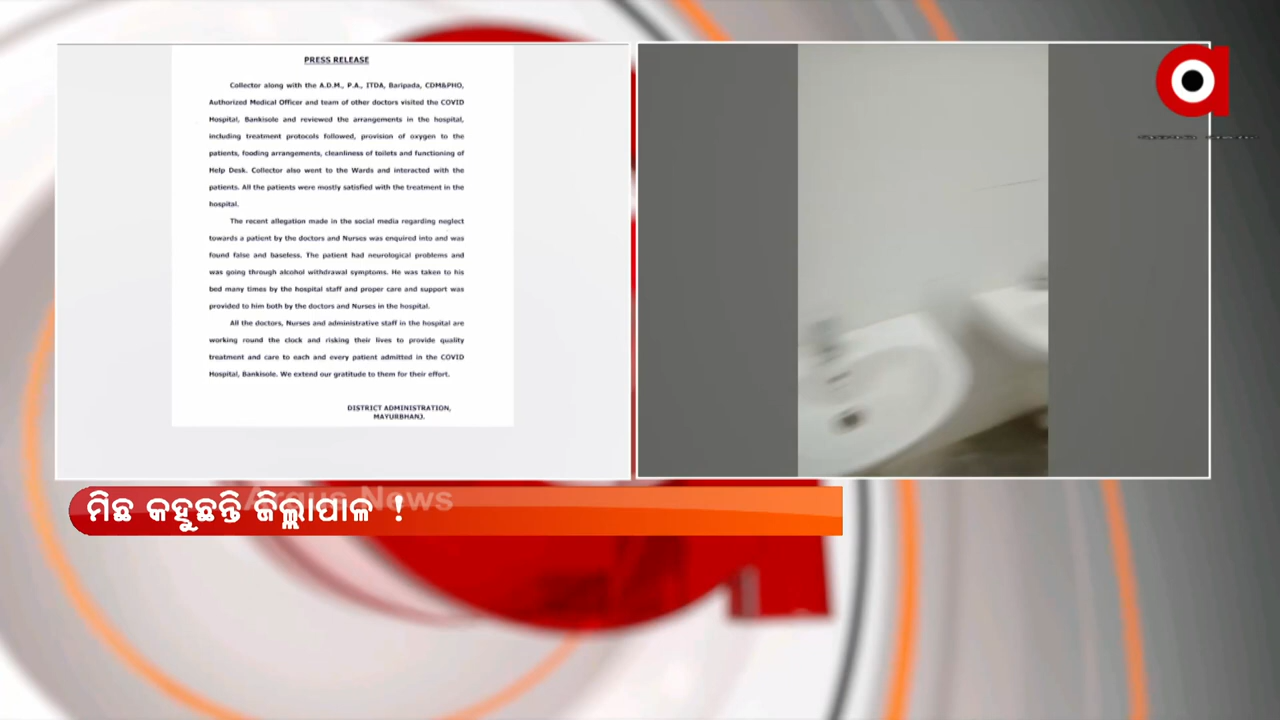 PRESS RELEASE
Collector along with the A.D.M., P.A., ITDA, Baripada, CDM&PHO,
Authorized Medical Officer and team of other doctors visited the COVID
Hospital, Bankisole and reviewed the arrangements in the hospital,
including treatment protocols followed, provision of oxygen to the
patients, fooding arrangements, cleanliness of toilets and functioning of
Help Desk. Collector also went to the Wards and interacted with the
patients. All the patients were mostly satisfied with the treatment in the
hospital.
The recent allegation made in the social media regarding neglect
towards a patient by the doctors and Nurses was enquired into and was
found false and baseless. The patient had neurological problems and
was going through alcohol withdrawal symptoms. He was taken to his
bed many times by the hospital staff and proper care and support was
provided to him both by the doctors and Nurses in the hospital.
All the doctors, Nurses and administrative staff in the hospital are
working round the clock and risking their lives to provide quality
treatment and care to each and every patient admitted in the COVID
Hospital, Bankisole. We extend our gratitude to them for their effort.
DISTRICT ADMINISTRATION,
MAYURBHANJ.
Argus News
ମିଛ କହୁଛନ୍ତି ଜିଲ୍ଲାପାଳ !